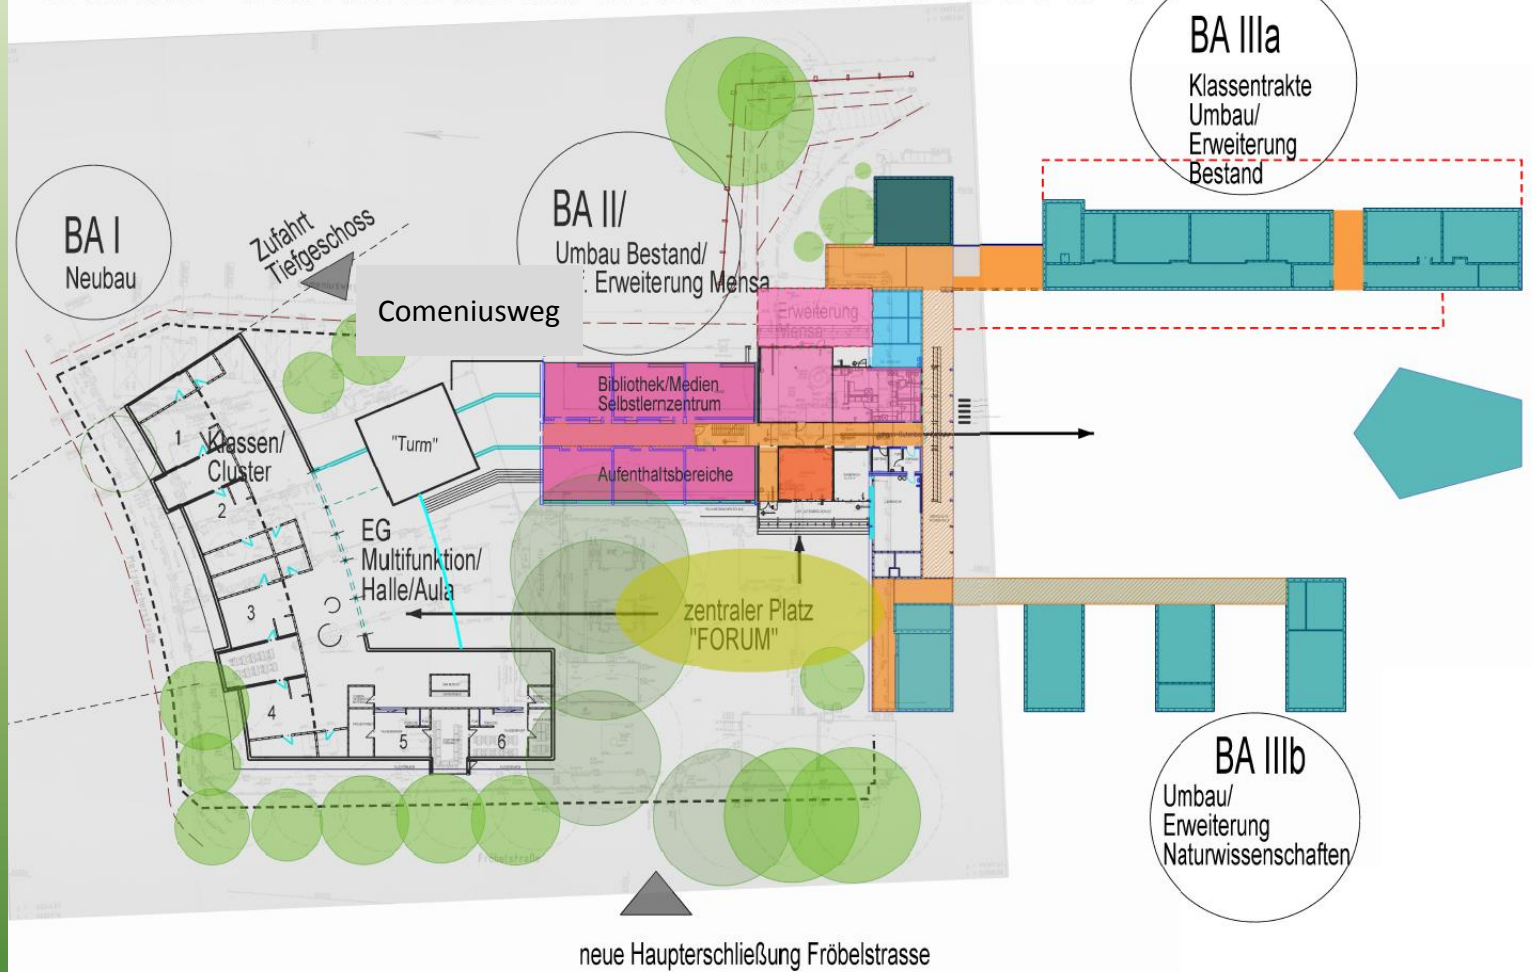 BA IIIa
Klassentrakte
Umbau/
Erweiterung
Bestand
BA I
Neubau
Zufahrt
Tiefgeschoss
BA II/
Umbau Bestand/
. Erweiterung Mensa
Comeniusweg
Erweiterung
Mensa
Bibliothek/Medien
Selbstlernzentrum
"Turm"
Aufenthaltsbereiche
1
Klassen/
Cluster
2
EG
Multifunktion/
Halle/Aula
3
zentraler Platz
"FORUM"
4
5
6
BA IIIb
Umbau/
Erweiterung
Naturwissenschaften
Fröbelstraße
neue Haupterschließung Fröbelstrasse